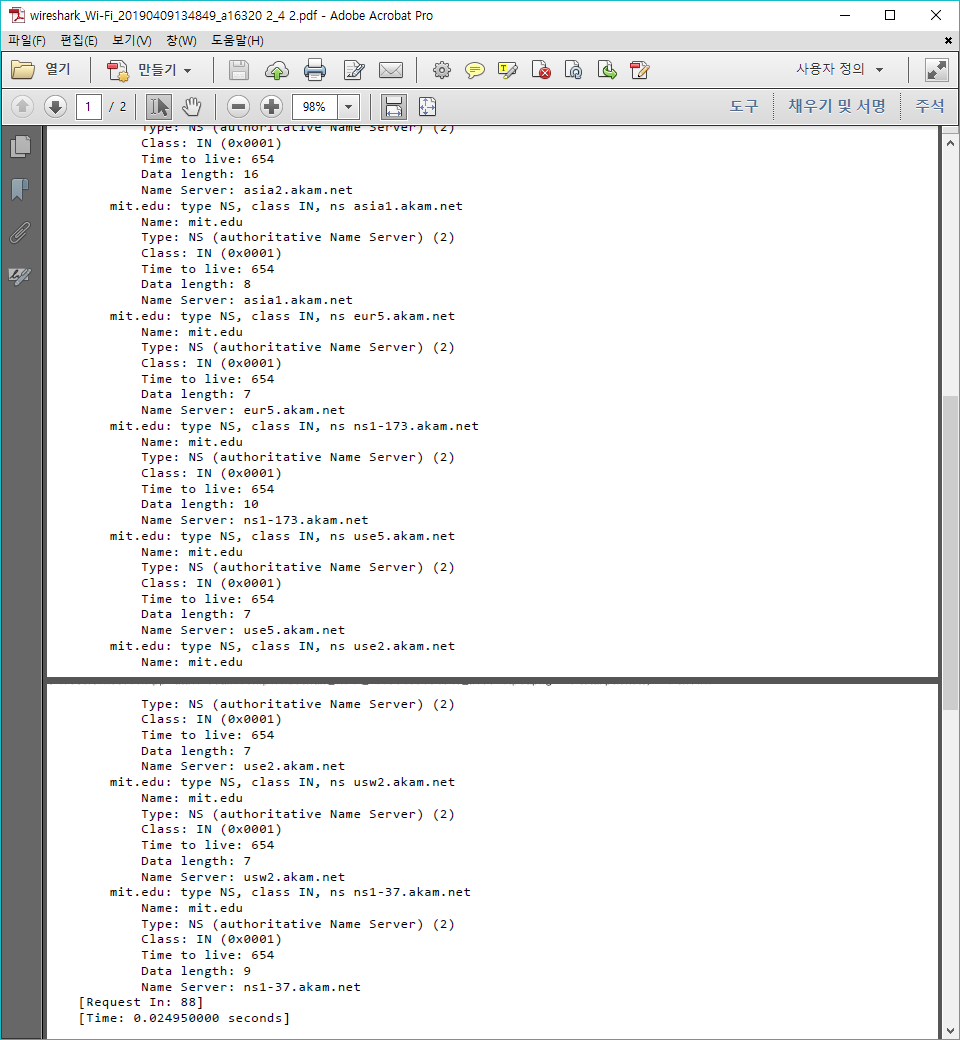 wireshark_Wi-Fi_20190409134849_a16320 2_4 2.pdf - Adobe Acrobat Pro
파일(F) 편집(E) 보기(V) 창(W) 도움말(H)
열기 만들기 사용자 정의
1 / 2 98% 도구 채우기 및 서명 주석
Type: NS (authoritative Name Server) (2)
Class: IN (0x0001)
Time to live: 654
Data length: 16
Name Server: asia2.akam.net
mit.edu: type NS, class IN, ns asia1.akam.net
Name: mit.edu
Type: NS (authoritative Name Server) (2)
Class: IN (0x0001)
Time to live: 654
Data length: 8
Name Server: asia1.akam.net
mit.edu: type NS, class IN, ns eur5.akam.net
Name: mit.edu
Type: NS (authoritative Name Server) (2)
Class: IN (0x0001)
Time to live: 654
Data length: 7
Name Server: eur5.akam.net
mit.edu: type NS, class IN, ns ns1-173.akam.net
Name: mit.edu
Type: NS (authoritative Name Server) (2)
Class: IN (0x0001)
Time to live: 654
Data length: 10
Name Server: ns1-173.akam.net
mit.edu: type NS, class IN, ns use5.akam.net
Name: mit.edu
Type: NS (authoritative Name Server) (2)
Class: IN (0x0001)
Time to live: 654
Data length: 7
Name Server: use5.akam.net
mit.edu: type NS, class IN, ns use2.akam.net
Name: mit.edu
Type: NS (authoritative Name Server) (2)
Class: IN (0x0001)
Time to live: 654
Data length: 7
Name Server: use2.akam.net
mit.edu: type NS, class IN, ns usw2.akam.net
Name: mit.edu
Type: NS (authoritative Name Server) (2)
Class: IN (0x0001)
Time to live: 654
Data length: 7
Name Server: usw2.akam.net
mit.edu: type NS, class IN, ns ns1-37.akam.net
Name: mit.edu
Type: NS (authoritative Name Server) (2)
Class: IN (0x0001)
Time to live: 654
Data length: 9
Name Server: ns1-37.akam.net
[Request In: 88]
[Time: 0.024950000 seconds]